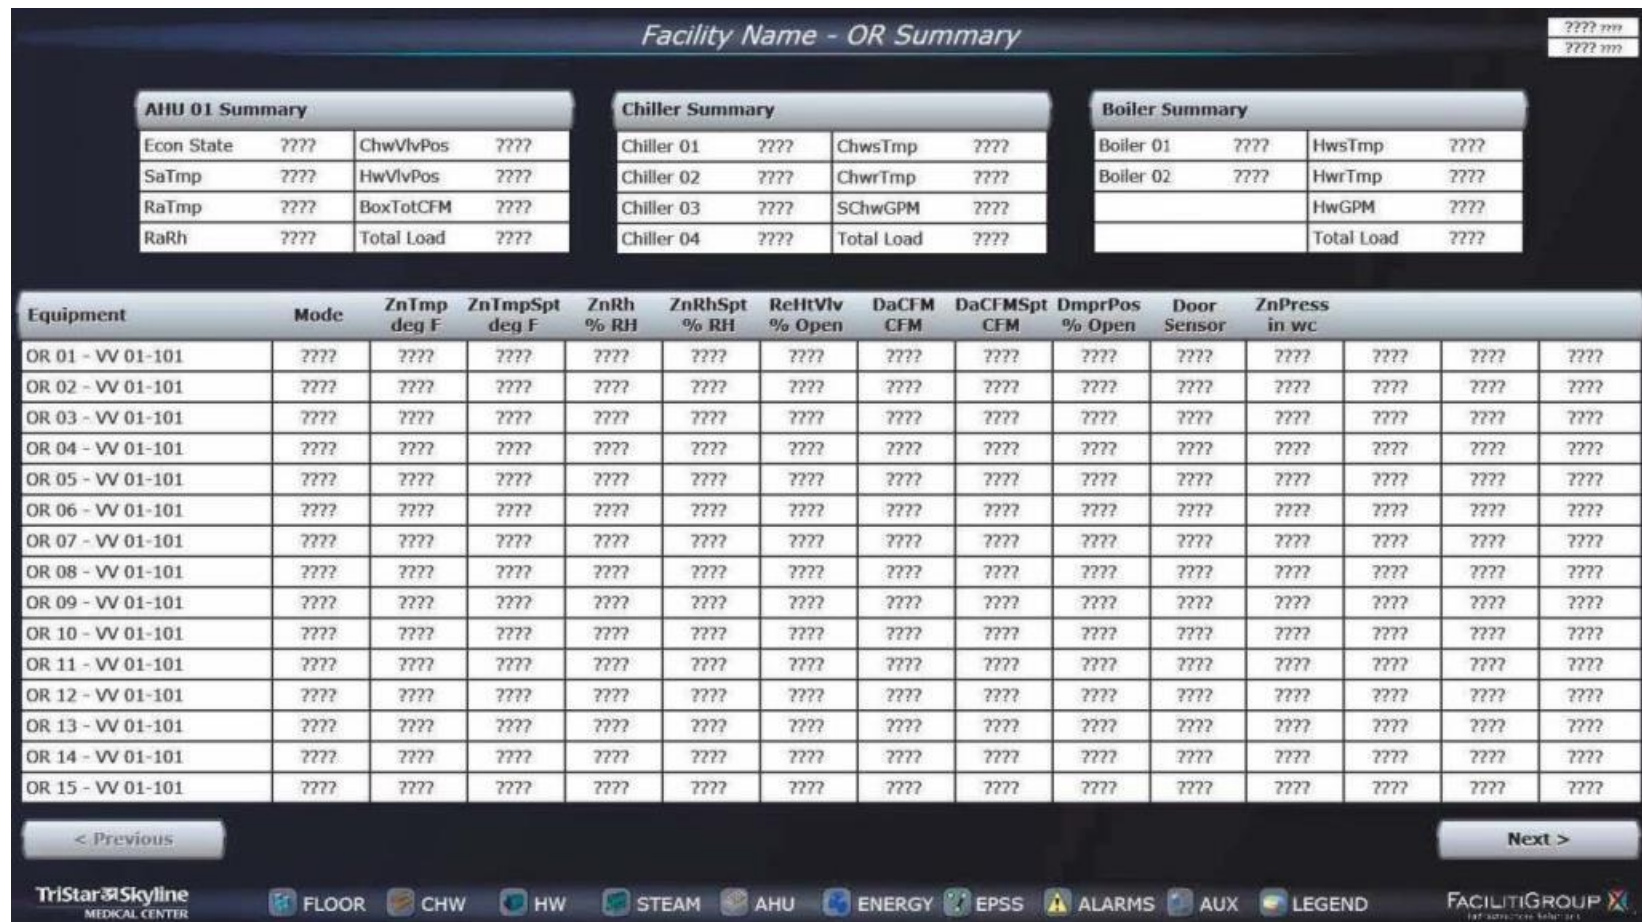 Facility Name - OR Summary
???? ????
???? ????
AHU 01 Summary
Econ State ???? ChwVlvPos ????
SaTmp ???? HwVlvPos ????
RaTmp ???? BoxTotCFM ????
RaRh ???? Total Load ????
Chiller Summary
Chiller 01 ???? ChwsTmp ????
Chiller 02 ???? ChwrTmp ????
Chiller 03 ???? SChwGPM ????
Chiller 04 ???? Total Load ????
Boiler Summary
Boiler 01 ???? HwsTmp ????
Boiler 02 ???? HwrTmp ????
HwGPM ????
Total Load ????
Equipment Mode ZnTmp ZnTmpSpt ZnRh ZnRhSpt ReHtVlv DaCFM DaCFMSpt DmprPos Door ZnPress
deg F deg F % RH % RH % Open CFM CFM % Open Sensor in wc
OR 01 - VV 01-101 ???? ???? ???? ???? ???? ???? ???? ???? ???? ???? ???? ???? ???? ????
OR 02 - VV 01-101 ???? ???? ???? ???? ???? ???? ???? ???? ???? ???? ???? ???? ???? ????
OR 03 - VV 01-101 ???? ???? ???? ???? ???? ???? ???? ???? ???? ???? ???? ???? ???? ????
OR 04 - VV 01-101 ???? ???? ???? ???? ???? ???? ???? ???? ???? ???? ???? ???? ???? ????
OR 05 - VV 01-101 ???? ???? ???? ???? ???? ???? ???? ???? ???? ???? ???? ???? ???? ????
OR 06 - VV 01-101 ???? ???? ???? ???? ???? ???? ???? ???? ???? ???? ???? ???? ???? ????
OR 07 - VV 01-101 ???? ???? ???? ???? ???? ???? ???? ???? ???? ???? ???? ???? ???? ????
OR 08 - VV 01-101 ???? ???? ???? ???? ???? ???? ???? ???? ???? ???? ???? ???? ???? ????
OR 09 - VV 01-101 ???? ???? ???? ???? ???? ???? ???? ???? ???? ???? ???? ???? ???? ????
OR 10 - VV 01-101 ???? ???? ???? ???? ???? ???? ???? ???? ???? ???? ???? ???? ???? ????
OR 11 - VV 01-101 ???? ???? ???? ???? ???? ???? ???? ???? ???? ???? ???? ???? ???? ????
OR 12 - VV 01-101 ???? ???? ???? ???? ???? ???? ???? ???? ???? ???? ???? ???? ???? ????
OR 13 - VV 01-101 ???? ???? ???? ???? ???? ???? ???? ???? ???? ???? ???? ???? ???? ????
OR 14 - VV 01-101 ???? ???? ???? ???? ???? ???? ???? ???? ???? ???? ???? ???? ???? ????
OR 15 - VV 01-101 ???? ???? ???? ???? ???? ???? ???? ???? ???? ???? ???? ???? ???? ????
< Previous
Next >
TriStar Skyline
MEDICAL CENTER
FLOOR CHW HW STEAM AHU ENERGY EPSS ALARMS AUX LEGEND
FACILITIGROUP